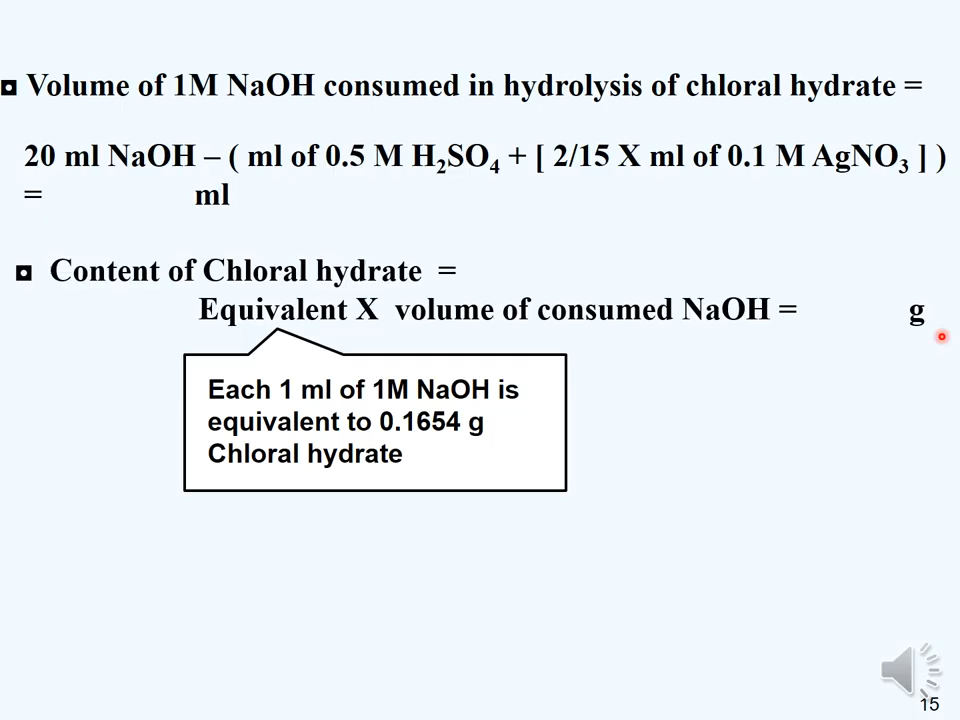 ◘ Volume of 1M NaOH consumed in hydrolysis of chloral hydrate =
20 ml NaOH – ( ml of 0.5 M H₂SO₄ + [ 2/15 X ml of 0.1 M AgNO₃ ] )
= ml
◘ Content of Chloral hydrate =
Equivalent X volume of consumed NaOH = g
Each 1 ml of 1M NaOH is
equivalent to 0.1654 g
Chloral hydrate
15